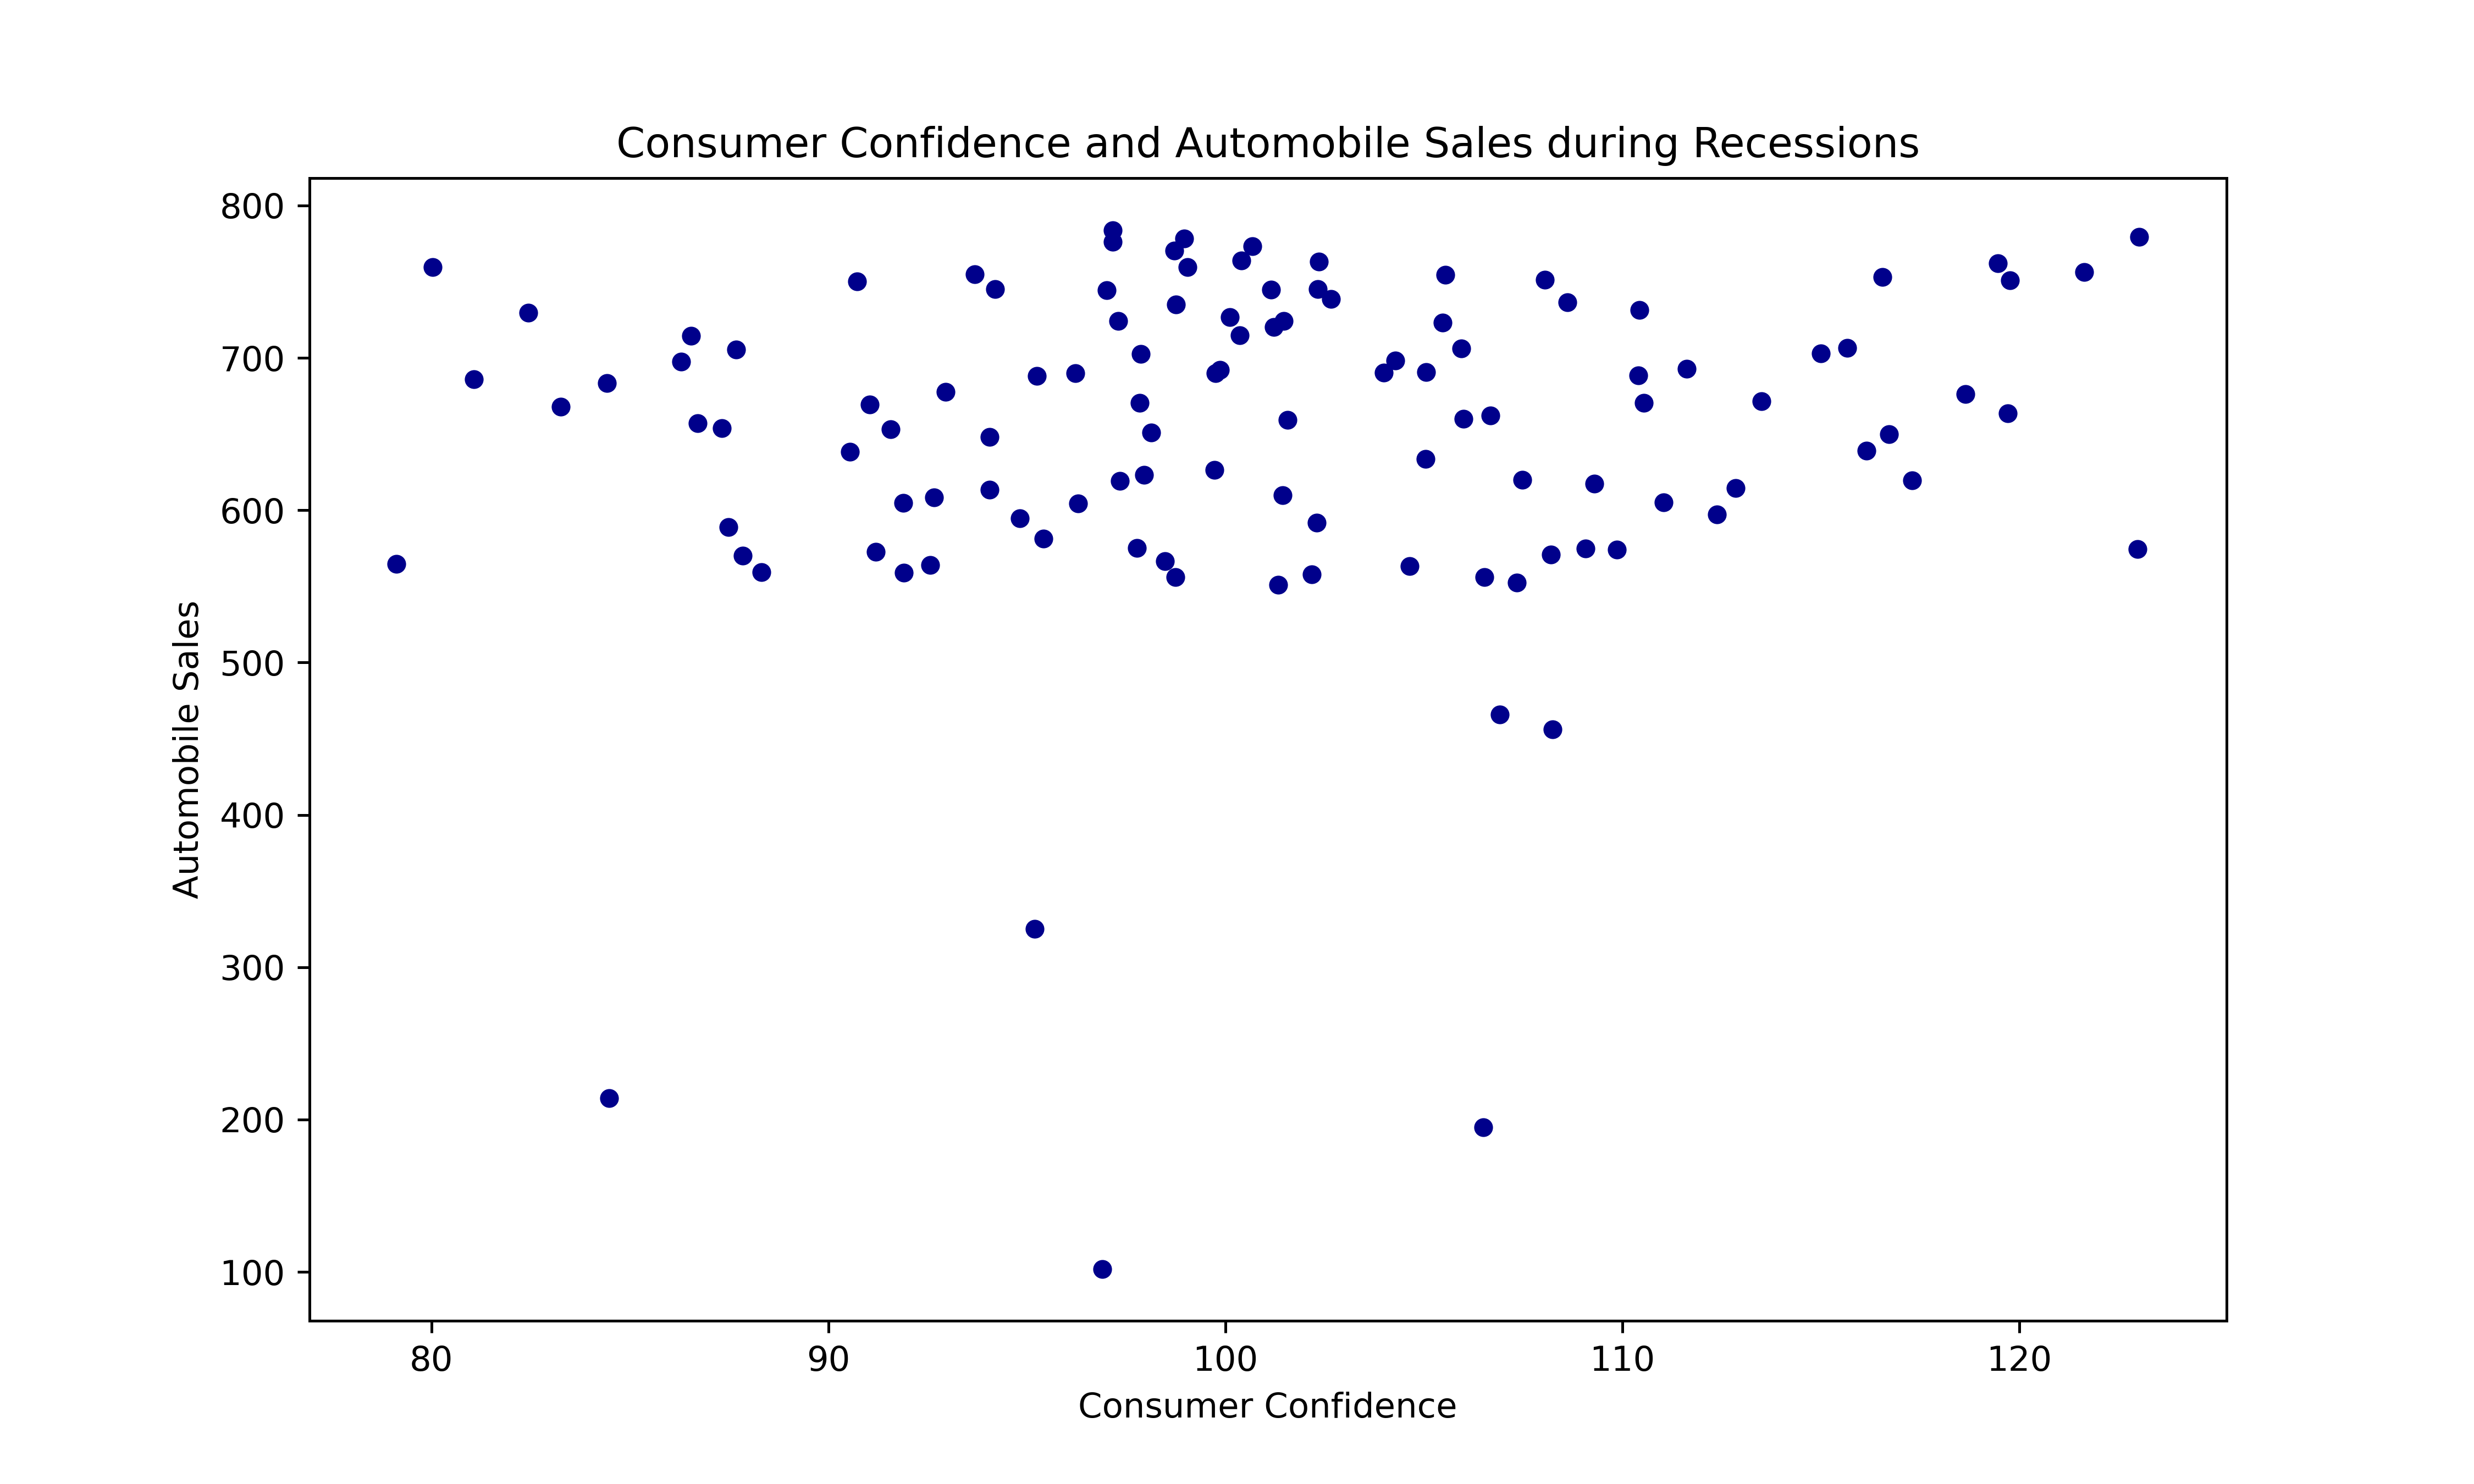 Consumer Confidence and Automobile Sales during Recessions
800
700
600
500
400
300
200
100
Automobile Sales
80 90 100 110 120
Consumer Confidence